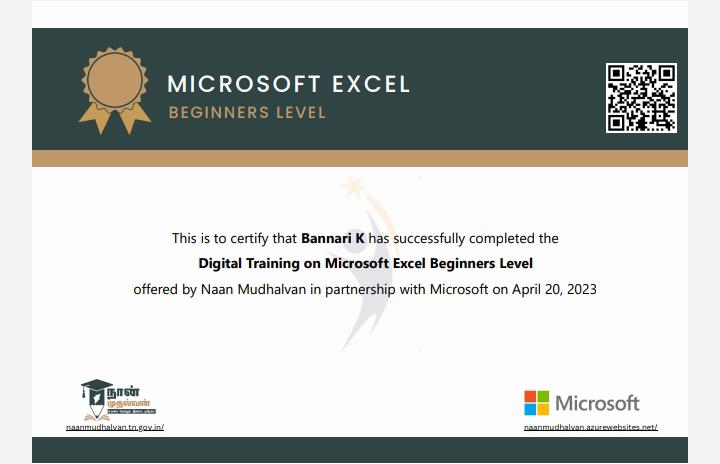 MICROSOFT EXCEL
BEGINNERS LEVEL
This is to certify that Bannari K has successfully completed the
Digital Training on Microsoft Excel Beginners Level
offered by Naan Mudhalvan in partnership with Microsoft on April 20, 2023
நான்
முதல்வன்
naanmudhalvan.tn.gov.in/
Microsoft
naanmudhalvan.azurewebsites.net/